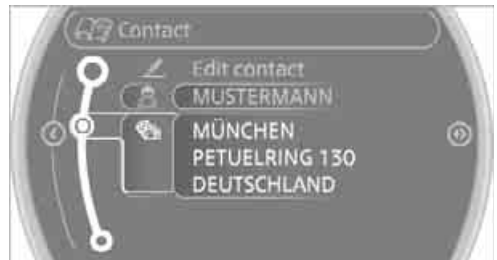 Contact
Edit contact
MUSTERMANN
MÜNCHEN
PETUELRING 130
DEUTSCHLAND